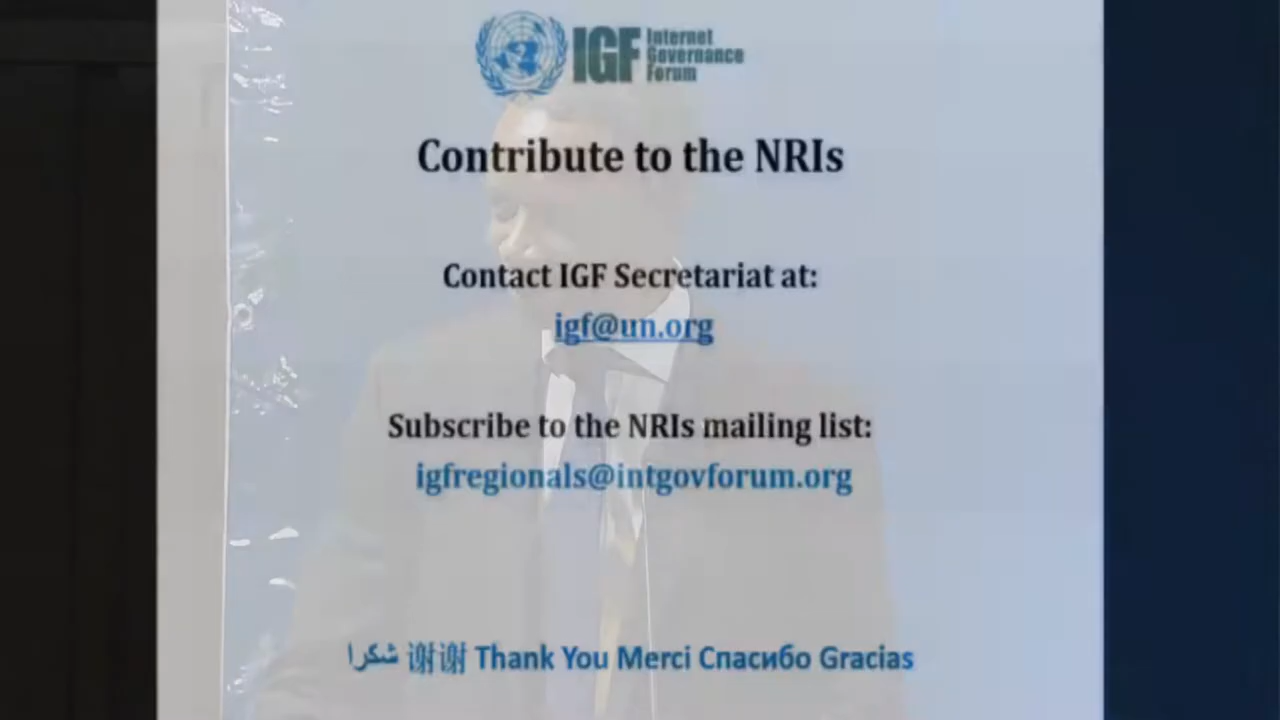 IGF Internet
Governance
Forum
Contribute to the NRIs
Contact IGF Secretariat at:
igf@un.org
Subscribe to the NRIs mailing list:
igfregionals@intgovforum.org
شكرا 谢谢 Thank You Merci Спасибо Gracias